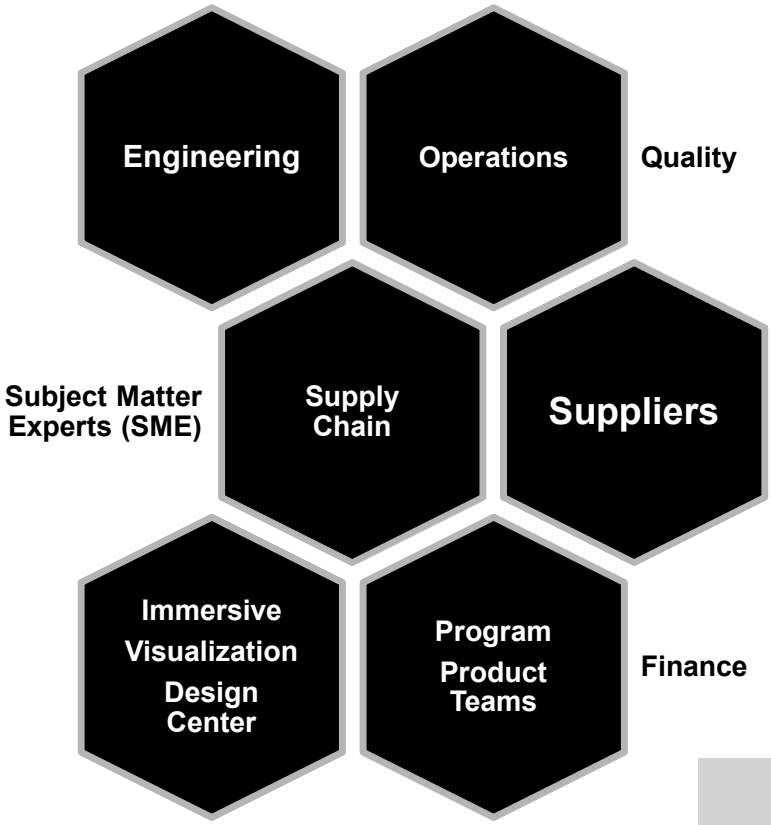 Engineering
Operations
Quality
Subject Matter
Experts (SME)
Supply
Chain
Suppliers
Immersive
Visualization
Design
Center
Program
Product
Teams
Finance